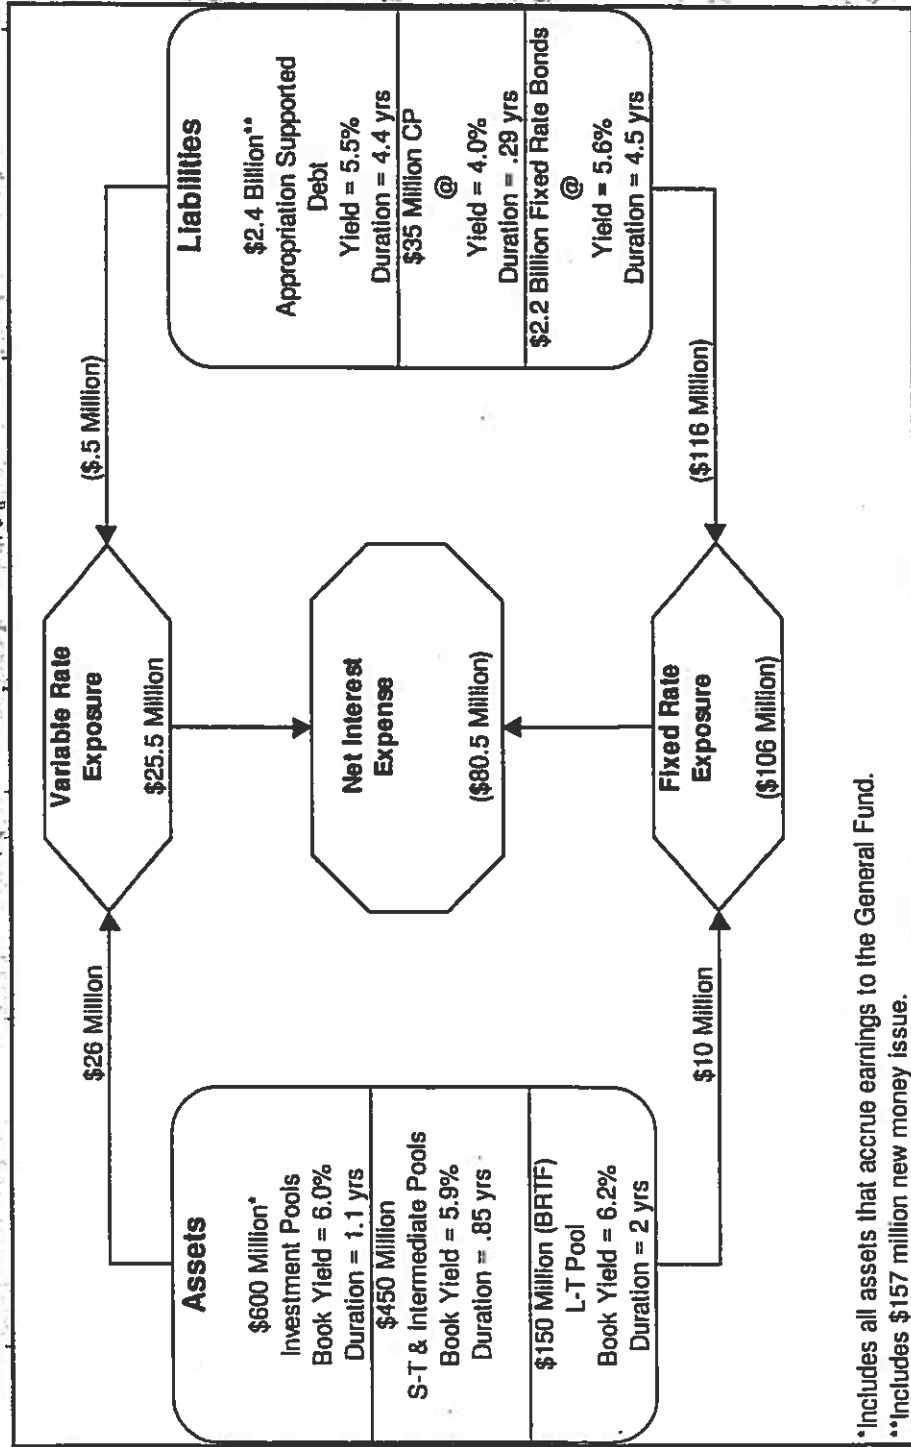 Assets
$600 Million*
Investment Pools
Book Yield = 6.0%
Duration = 1.1 yrs
$450 Million
S-T & Intermediate Pools
Book Yield = 5.9%
Duration = .85 yrs
$150 Million (BRTF)
L-T Pool
Book Yield = 6.2%
Duration = 2 yrs
$26 Million
$10 Million
Variable Rate
Exposure
$25.5 Million
Net Interest
Expense
($80.5 Million)
Fixed Rate
Exposure
($106 Million)
($.5 Million)
($116 Million)
Liabilities
$2.4 Billion**
Appropriation Supported
Debt
Yield = 5.5%
Duration = 4.4 yrs
$35 Million CP
@
Yield = 4.0%
Duration = .29 yrs
$2.2 Billion Fixed Rate Bonds
@
Yield = 5.6%
Duration = 4.5 yrs
*Includes all assets that accrue earnings to the General Fund.
**Includes $157 million new money issue.